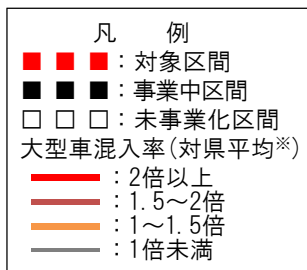 凡　例
：対象区間
：事業中区間
：未事業化区間
大型車混入率(対県平均※)
：2倍以上
：1.5～2倍
：1～1.5倍
：1倍未満